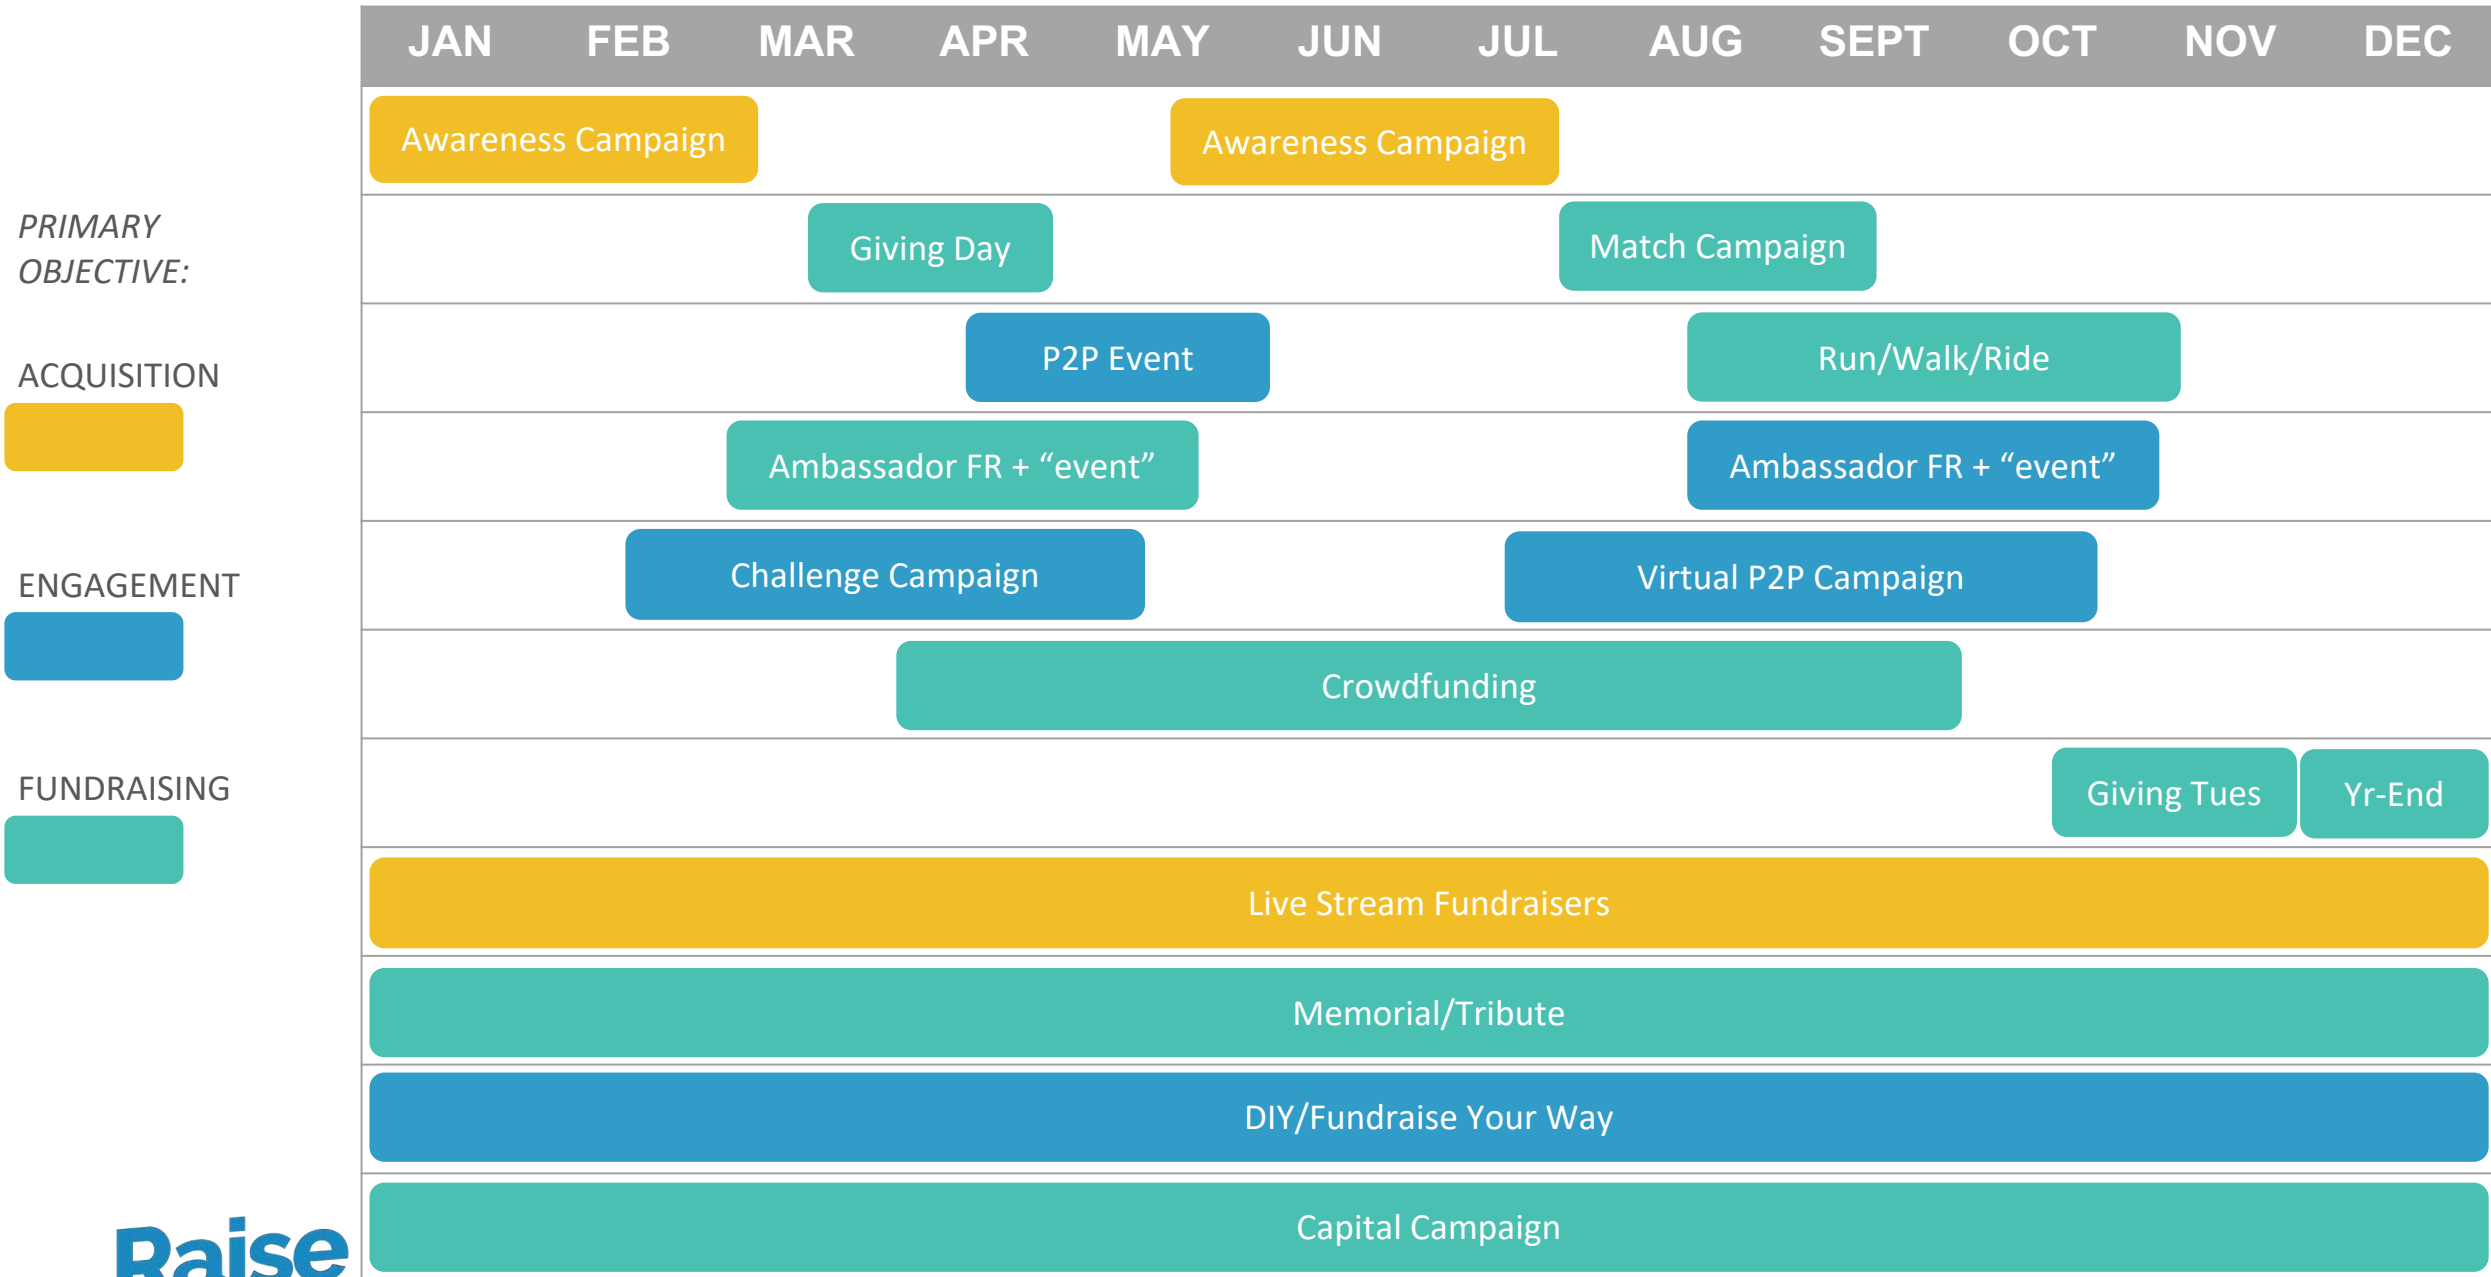 JAN FEB MAR APR MAY JUN JUL AUG SEPT OCT NOV DEC
Awareness Campaign Awareness Campaign
PRIMARY
OBJECTIVE:
Giving Day Match Campaign
P2P Event Run/Walk/Ride
ACQUISITION
Ambassador FR + “event” Ambassador FR + “event”
Challenge Campaign Virtual P2P Campaign
ENGAGEMENT
Crowdfunding
FUNDRAISING
Giving Tues Yr-End
Live Stream Fundraisers
Memorial/Tribute
DIY/Fundraise Your Way
Capital Campaign
Raise